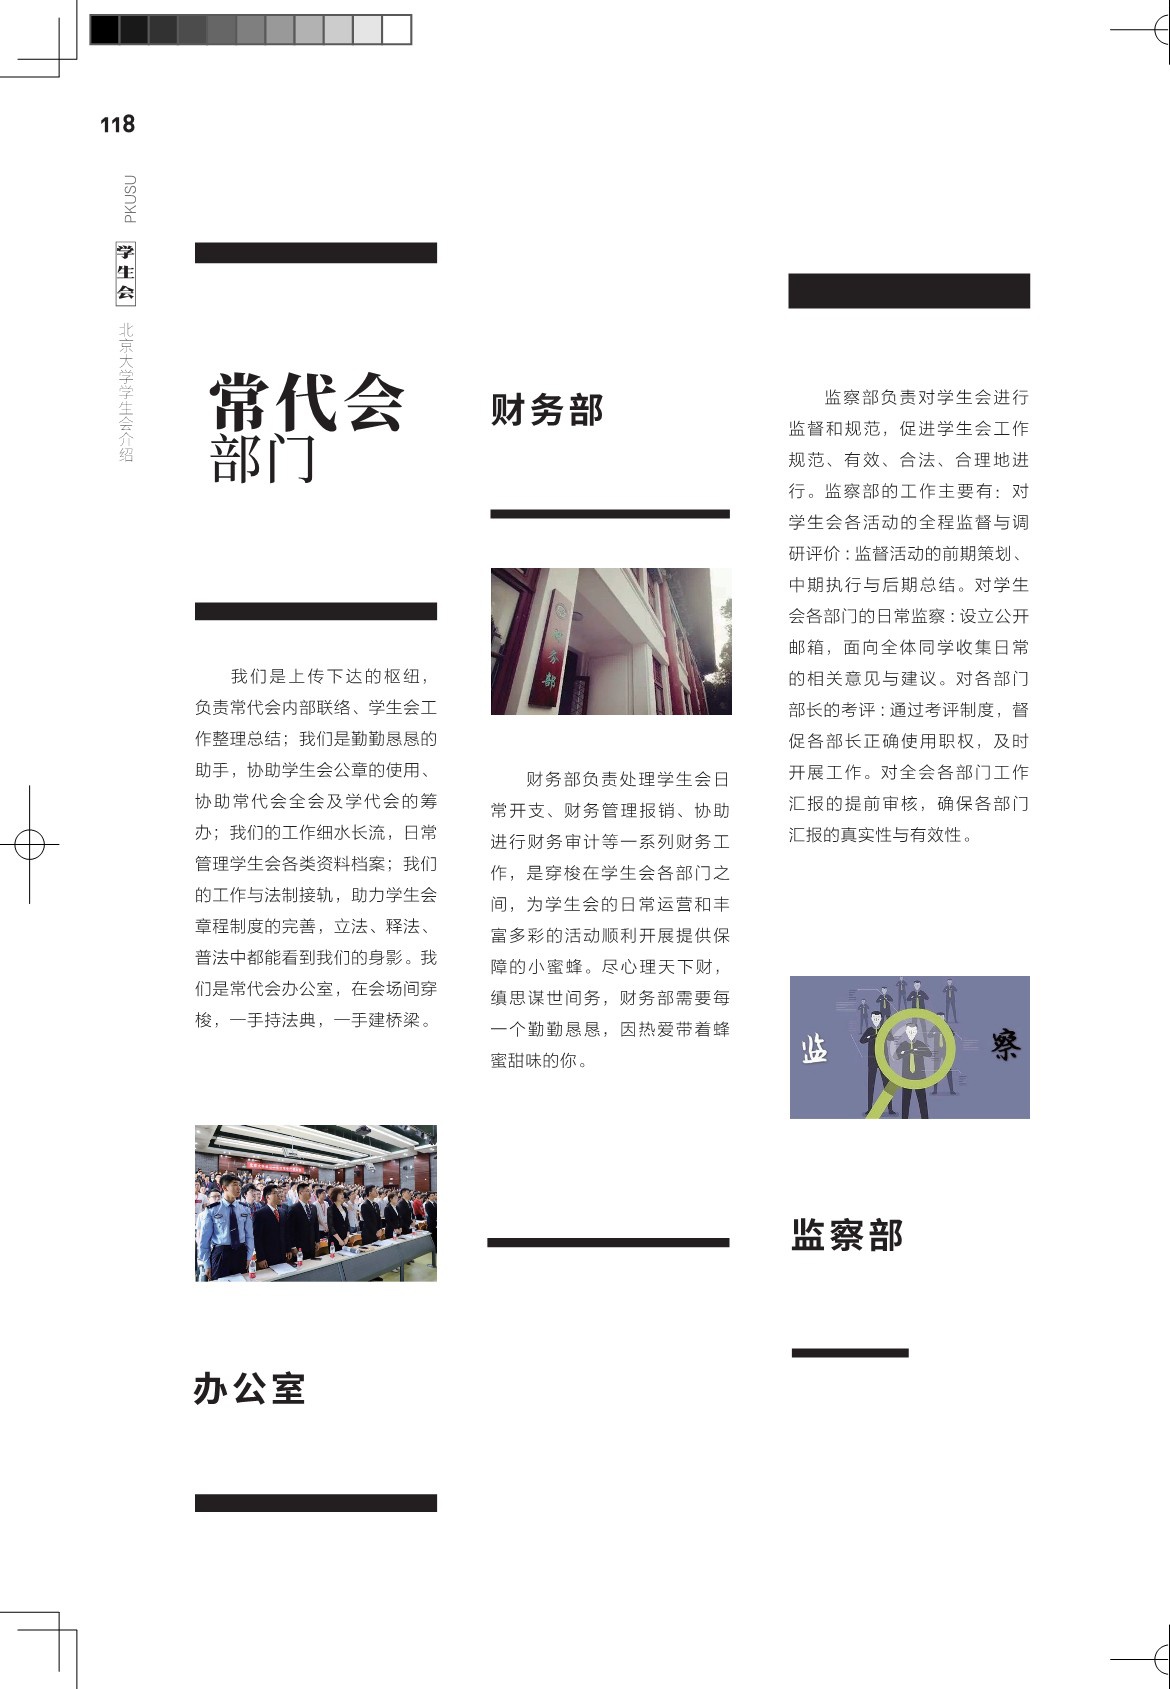 118
PKUSU
学生会
北京大学学生会介绍
常代会
部门
我们是上传下达的枢纽，
负责常代会内部联络、学生会工
作整理总结；我们是勤勤恳恳的
助手，协助学生会公章的使用、
协助常代会全会及学代会的筹
办；我们的工作细水长流，日常
管理学生会各类资料档案；我们
的工作与法制接轨，助力学生会
章程制度的完善，立法、释法、
普法中都能看到我们的身影。我
们是常代会办公室，在会场间穿
梭，一手持法典，一手建桥梁。
办公室
财务部
财务部
财务部负责处理学生会日
常开支、财务管理报销、协助
进行财务审计等一系列财务工
作，是穿梭在学生会各部门之
间，为学生会的日常运营和丰
富多彩的活动顺利开展提供保
障的小蜜蜂。尽心理天下财，
缜思谋世间务，财务部需要每
一个勤勤恳恳，因热爱带着蜂
蜜甜味的你。
监察部负责对学生会进行
监督和规范，促进学生会工作
规范、有效、合法、合理地进
行。监察部的工作主要有：对
学生会各活动的全程监督与调
研评价：监督活动的前期策划、
中期执行与后期总结。对学生
会各部门的日常监察：设立公开
邮箱，面向全体同学收集日常
的相关意见与建议。对各部门
部长的考评：通过考评制度，督
促各部长正确使用职权，及时
开展工作。对全会各部门工作
汇报的提前审核，确保各部门
汇报的真实性与有效性。
监 察
监察部